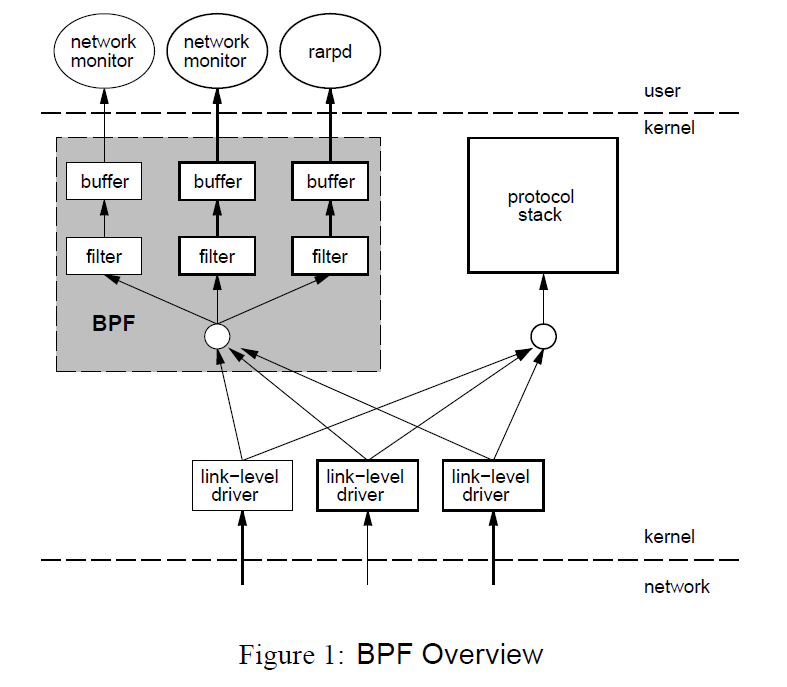 network
monitor
network
monitor
rarpd
user
kernel
buffer
buffer
buffer
protocol
stack
filter
filter
filter
BPF
link−level
driver
link−level
driver
link−level
driver
kernel
network
Figure 1: BPF Overview